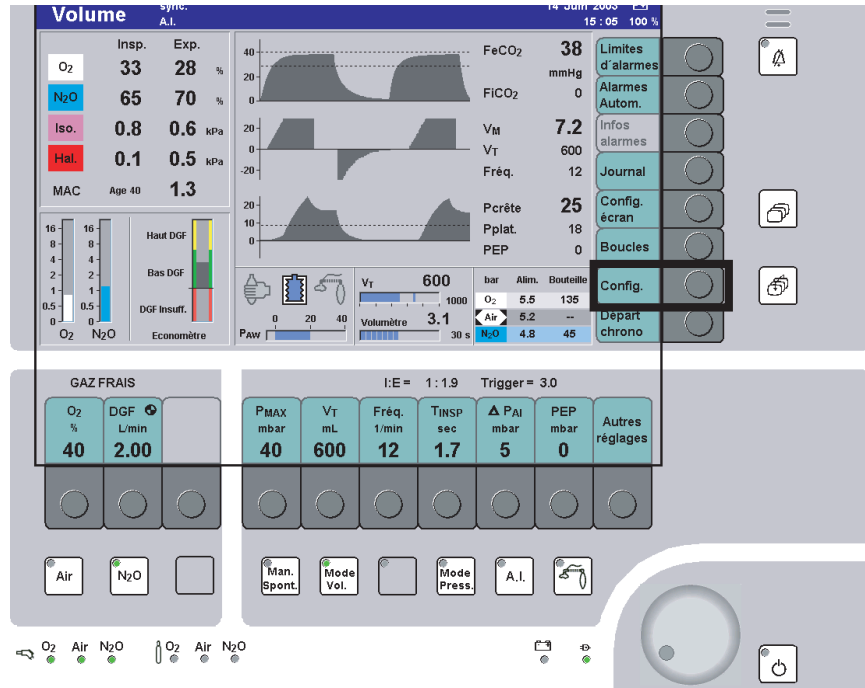 Volume
sync.
A.I.
14 Juin 2003
15 : 05 100 %
Insp. Exp.
O2 33 28 %
N2O 65 70 %
Iso. 0.8 0.6 kPa
Hal. 0.1 0.5 kPa
MAC Age 40 1.3
40
20
0
20
0
-20
20
10
0
FeCO2 38
mmHg
FiCO2 0
VM 7.2
VT 600
Fréq. 12
Pcrête 25
Pplat. 18
PEP 0
Limites
d´alarmes
Alarmes
Autom.
Infos
alarmes
Journal
Config.
écran
Boucles
Config.
Départ
chrono
16 16
8 8
4 4
2 2
1 1
0.5 0.5
0 0
O2 N2O
Haut DGF
Bas DGF
DGF Insuff.
Econometre
0 20 40
PAW
VT 600
1000
Volumètre 3.1
30 s
bar Alim. Bouteille
O2 5.5 135
Air 5.2 --
N2O 4.8 45
GAZ FRAIS
I:E = 1 : 1.9 Trigger = 3.0
O2
%
40
DGF
L/min
2.00
PMAX
mbar
40
VT
mL
600
Fréq.
1/min
12
TINSP
sec
1.7
Δ PAI
mbar
5
PEP
mbar
0
Autres
réglages
Air
N2O
Man.
Spont.
Mode
Vol.
Mode
Press.
A.I.
O2 Air N2O
O2 Air N2O